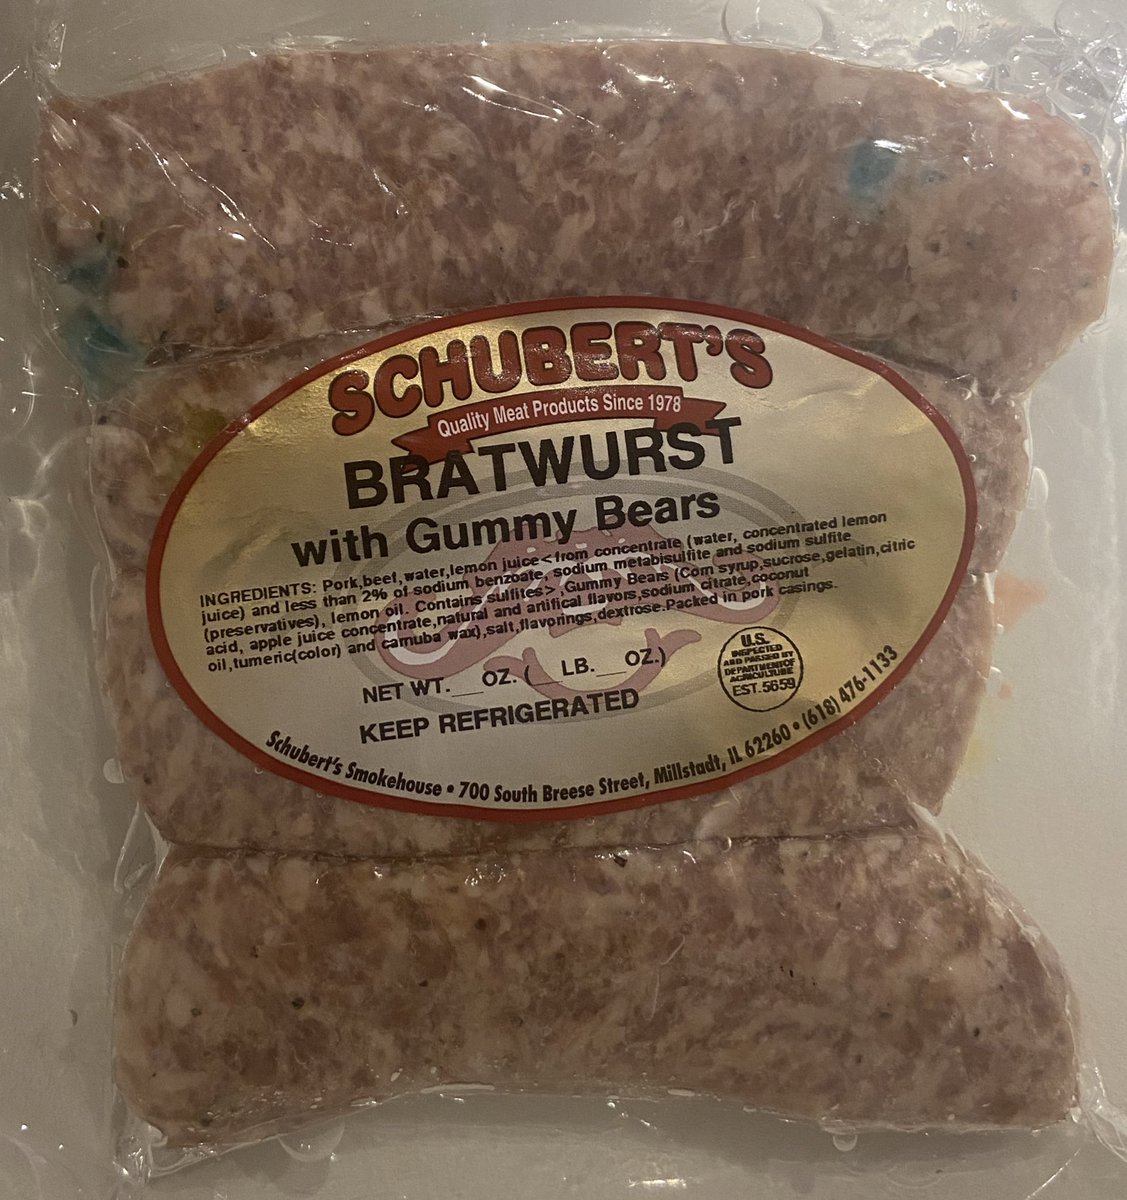 SCHUBERT'S
Quality Meat Products Since 1978
BRATWURST
with Gummy Bears
INGREDIENTS: Pork,beef,water,lemon juice<from concentrate (water, concentrated lemon
juice) and less than 2% of sodium benzoate, sodium metabisulfite and sodium sulfite
(preservatives), lemon oil. Contains sulfites> ,Gummy Bears (Corn syrup,sucrose,gelatin,citric
acid, apple juice concentrate,natural and artifical flavors,sodium citrate,coconut
oil,tumeric(color) and carnuba wax),salt,flavorings,dextrose.Packed in pork casings.
NET WT.__OZ. (__LB.__OZ.)
KEEP REFRIGERATED
U.S.
INSPECTED
AND PASSED BY
DEPARTMENT OF
AGRICULTURE
EST. 5659
Schubert's Smokehouse • 700 South Breese Street, Millstadt, IL 62260 • (618) 476-1133